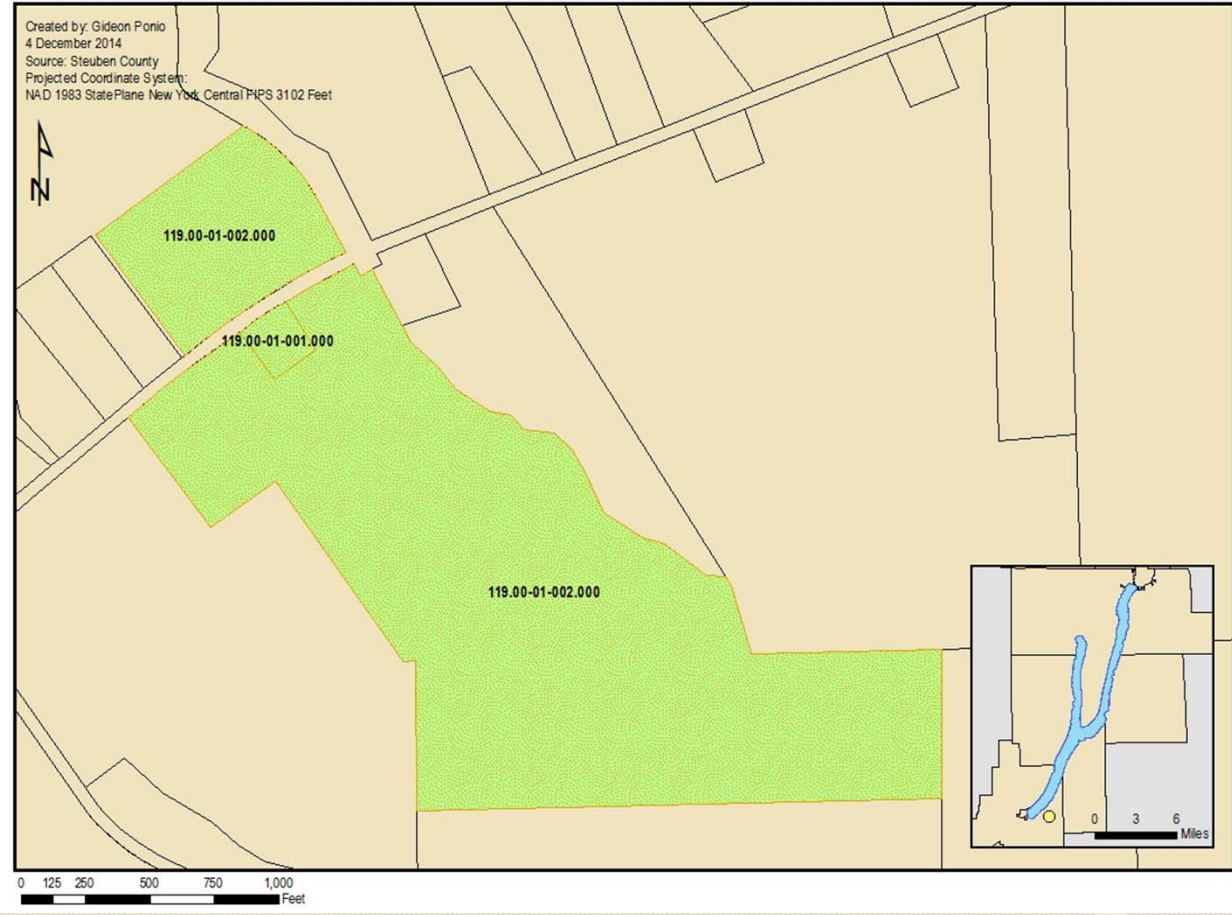 Created by: Gideon Ponio
4 December 2014
Source: Steuben County
Projected Coordinate System:
NAD 1983 StatePlane New York Central FIPS 3102 Feet
N
119.00-01-002.000
119.00-01-001.000
119.00-01-002.000
0 3 6
Miles
0 125 250 500 750 1,000
Feet